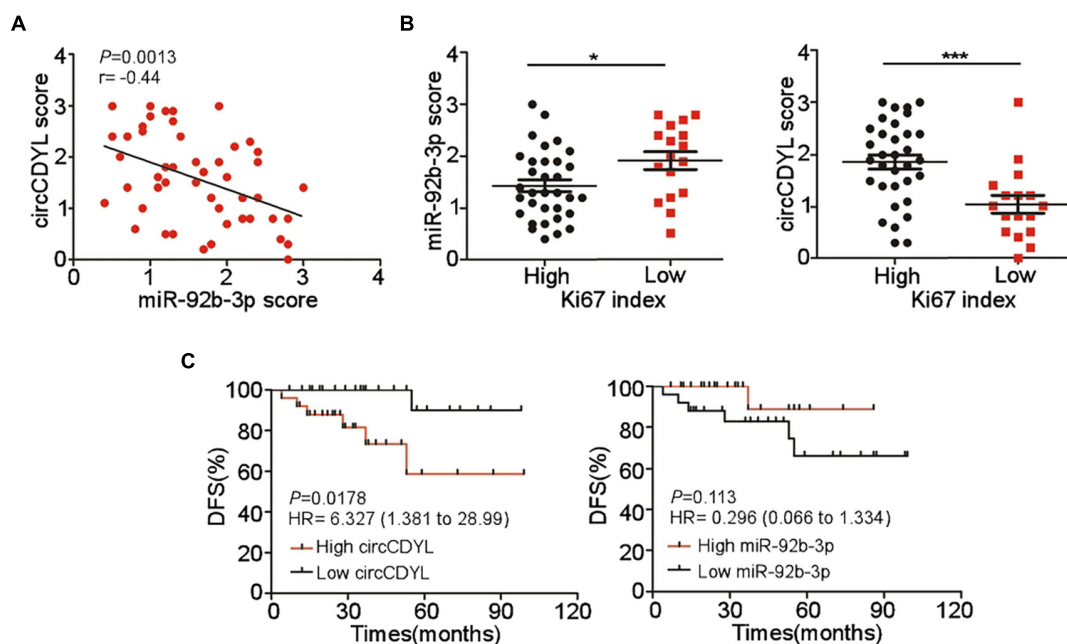 A
P=0.0013
r= -0.44
circCDYL score
4
3
2
1
0
0 1 2 3 4
miR-92b-3p score
B
*
miR-92b-3p score
4
3
2
1
0
High Low
Ki67 index
***
circCDYL score
4
3
2
1
0
High Low
Ki67 index
C
DFS(%)
100
80
60
40
20
0
P=0.0178
HR= 6.327 (1.381 to 28.99)
High circCDYL
Low circCDYL
0 30 60 90 120
Times(months)
DFS(%)
100
80
60
40
20
0
P=0.113
HR= 0.296 (0.066 to 1.334)
High miR-92b-3p
Low miR-92b-3p
0 30 60 90 120
Times(months)